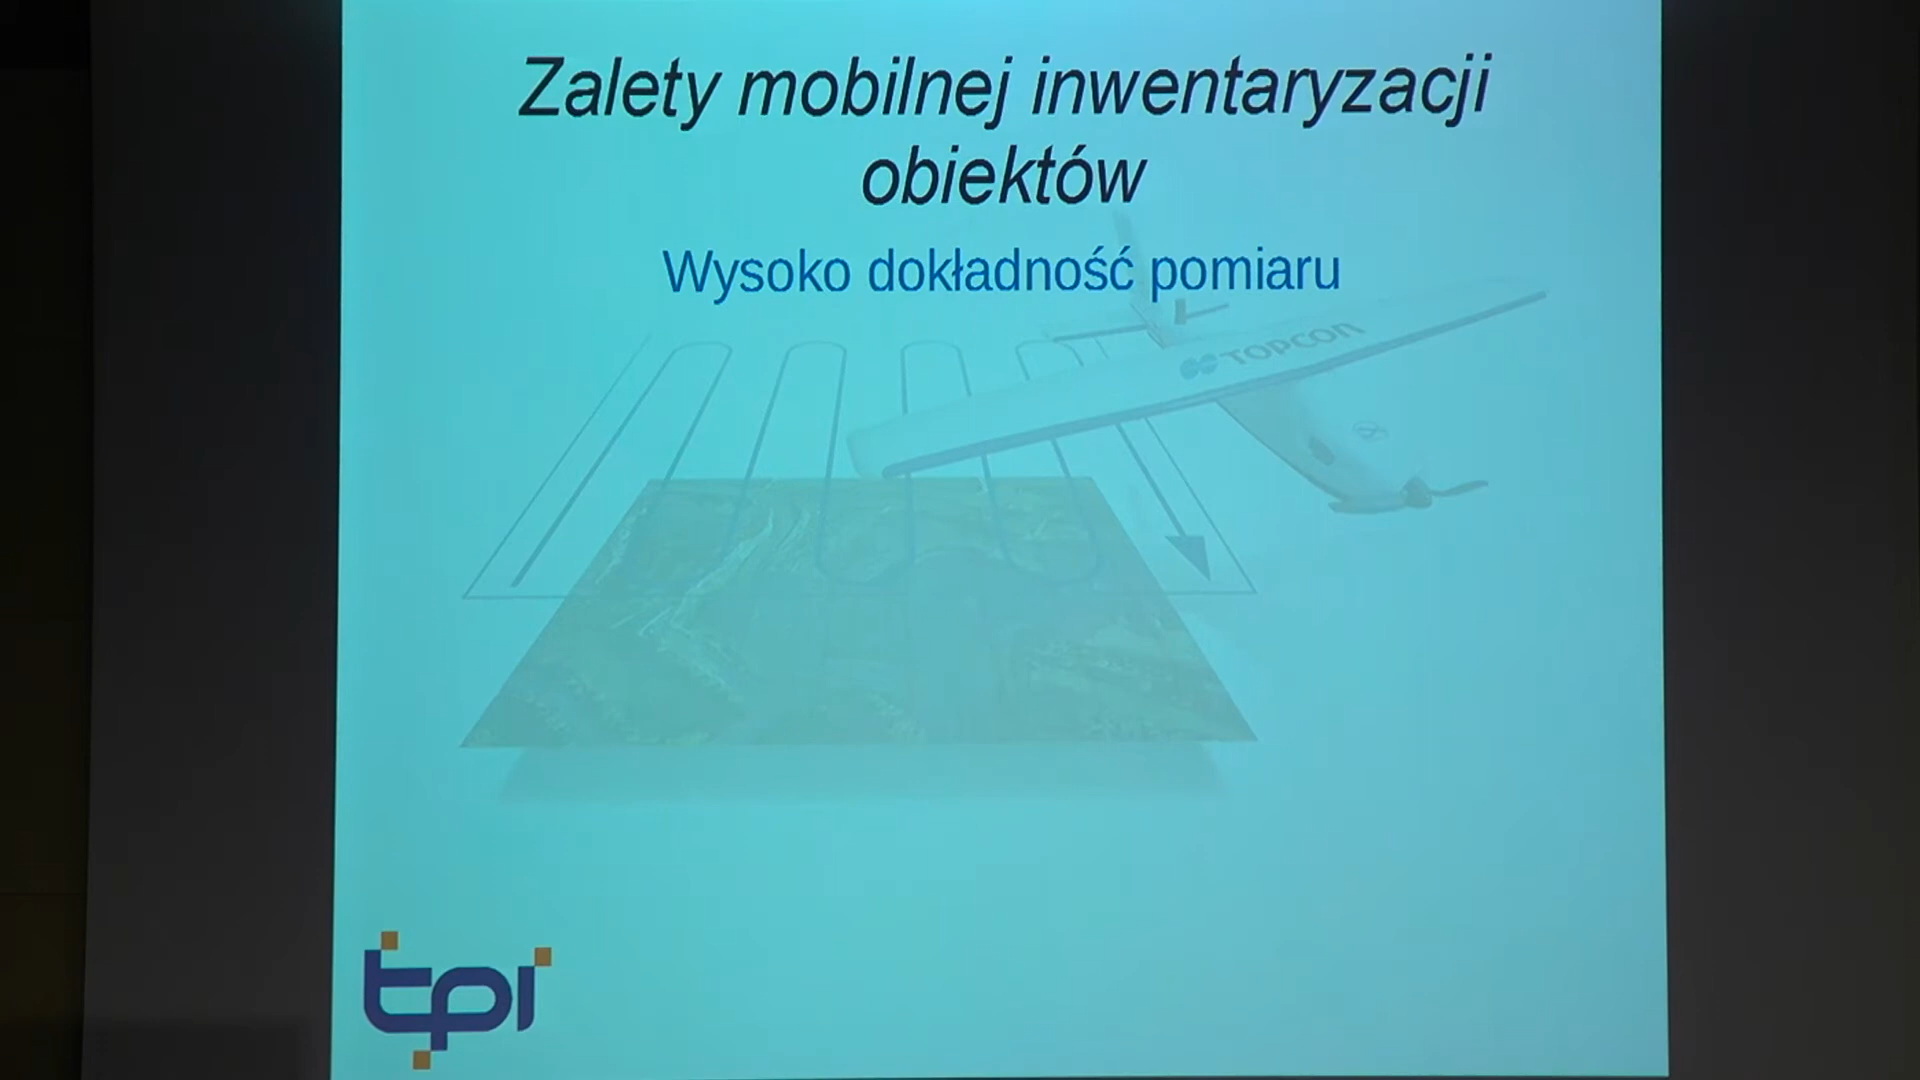 Zalety mobilnej inwentaryzacji
obiektów
Wysoko dokładność pomiaru
TOPCON
tpi